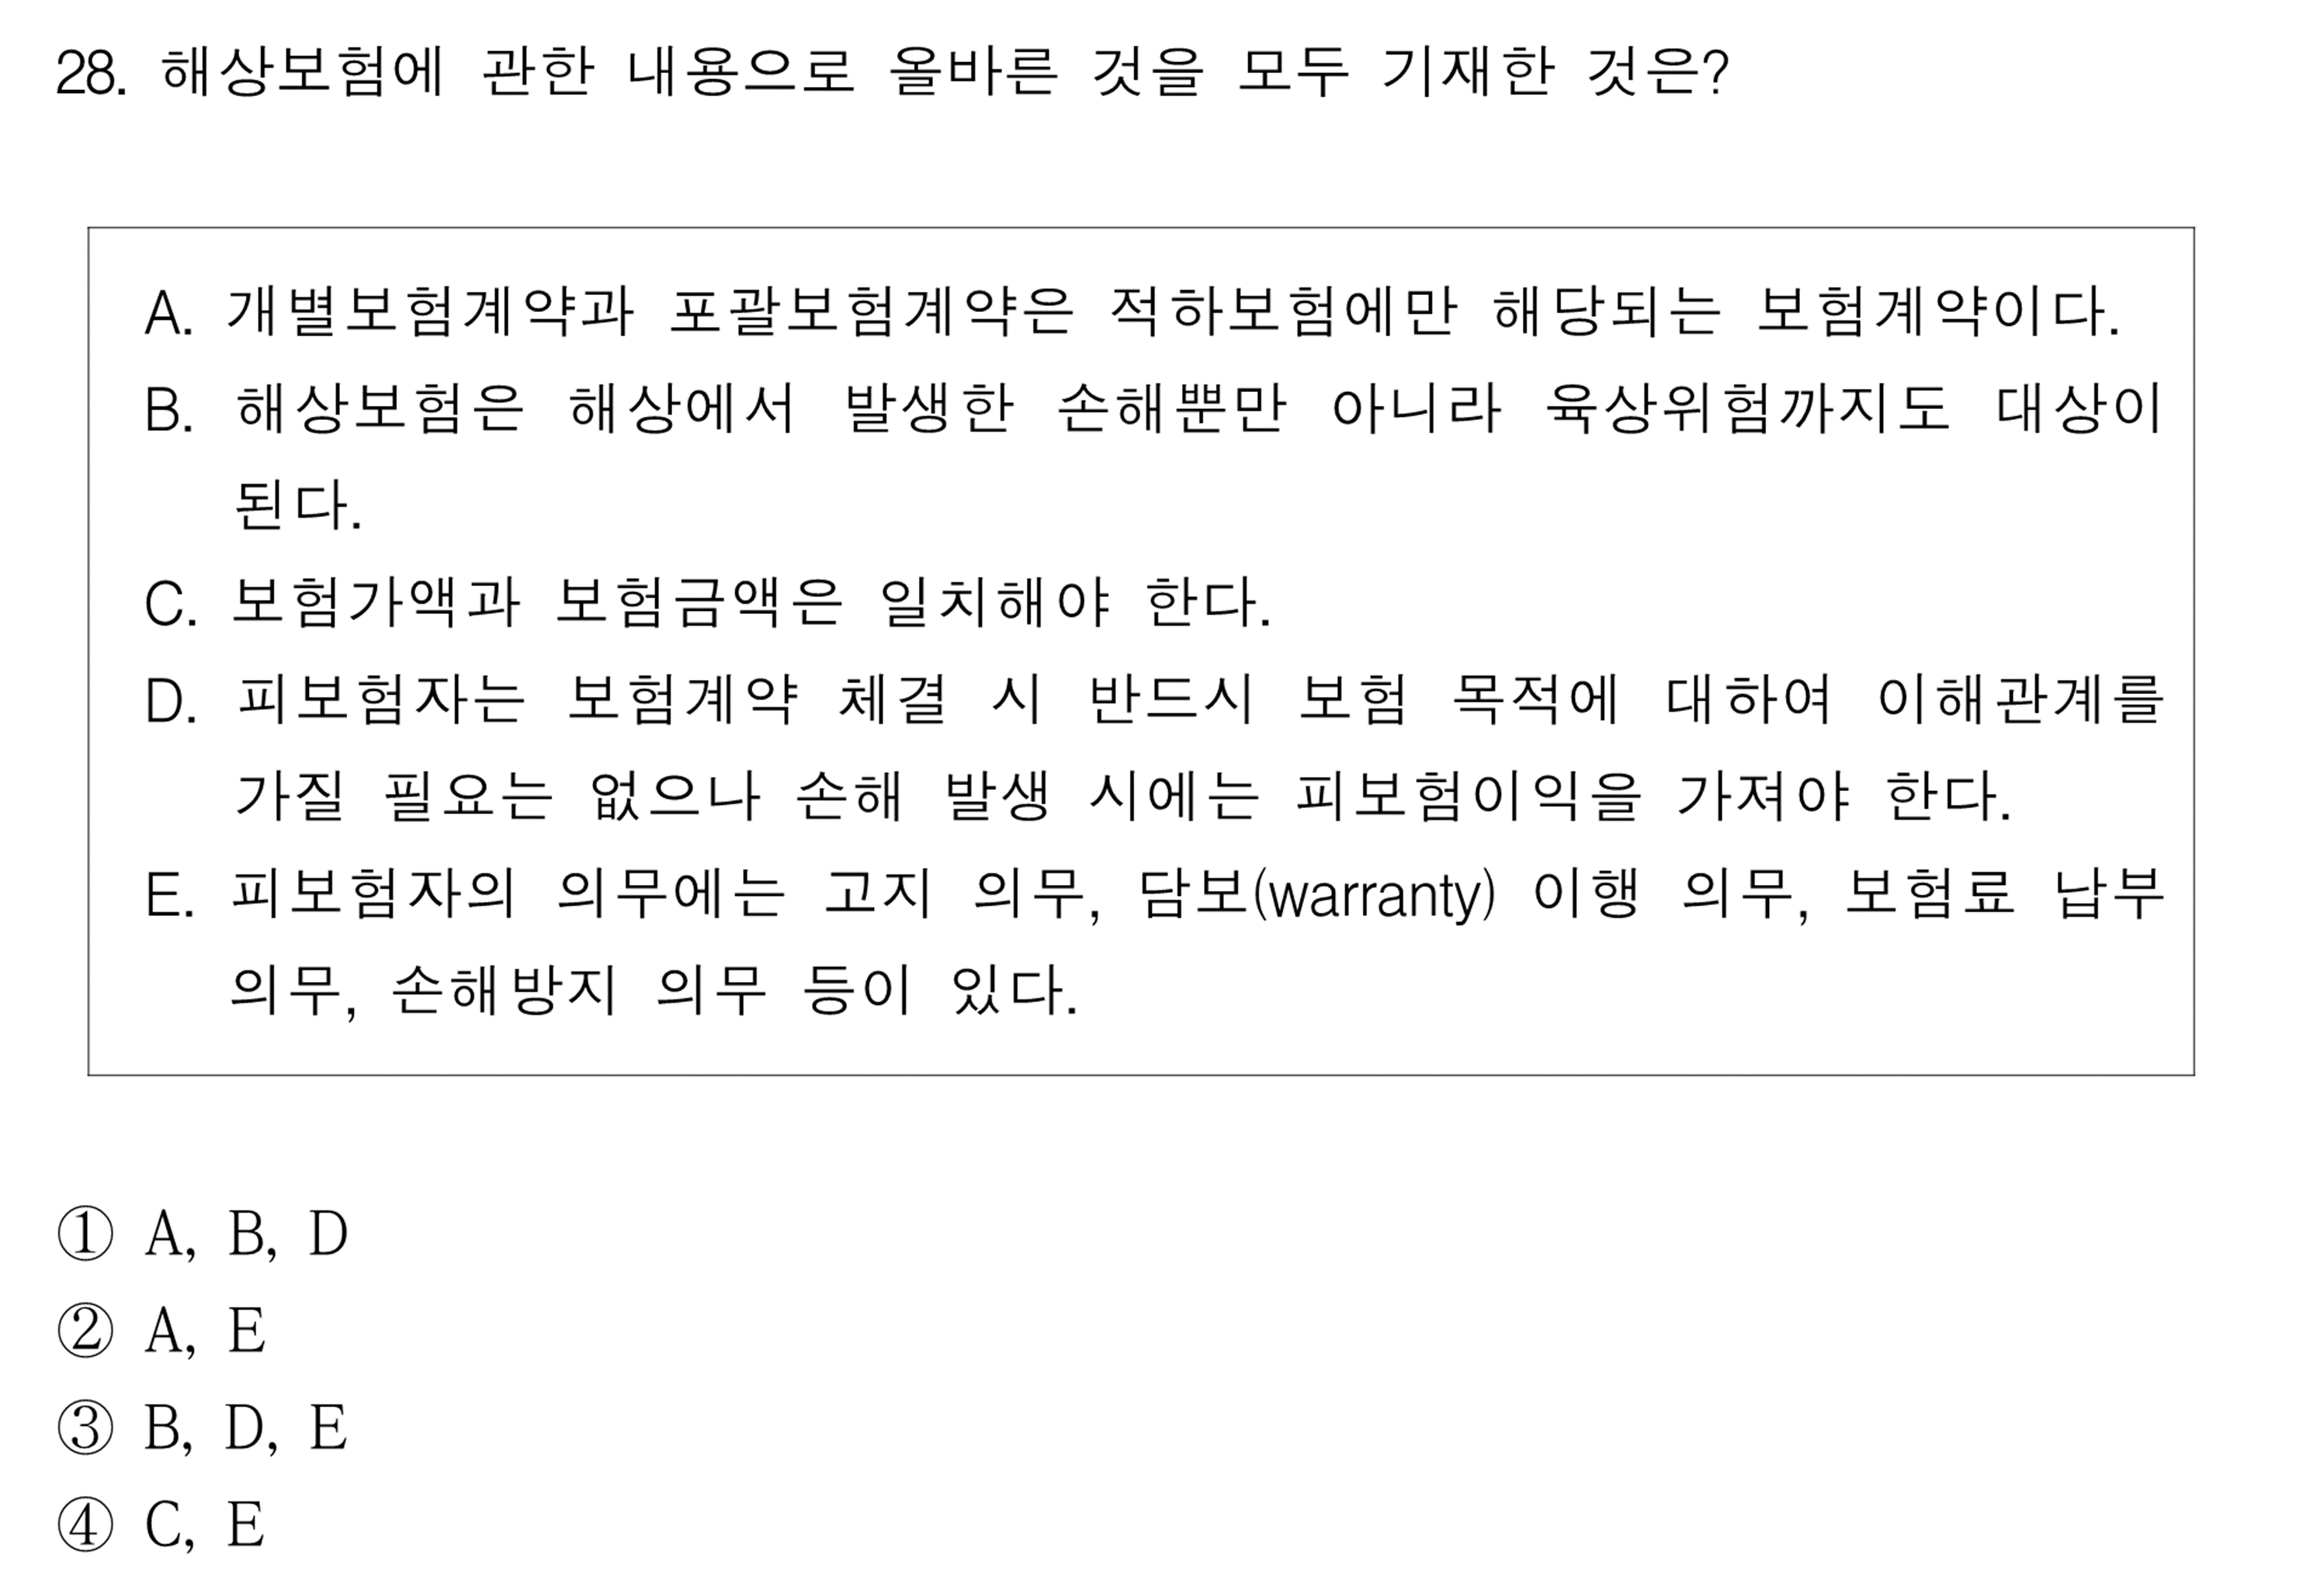 28. 해상보험에 관한 내용으로 올바른 것을 모두 기재한 것은?
A. 개별보험계약과 포괄보험계약은 적하보험에만 해당되는 보험계약이다.
B. 해상보험은 해상에서 발생한 손해뿐만 아니라 육상위험까지도 대상이
된다.
C. 보험가액과 보험금액은 일치해야 한다.
D. 피보험자는 보험계약 체결 시 반드시 보험 목적에 대하여 이해관계를
가질 필요는 없으나 손해 발생 시에는 피보험이익을 가져야 한다.
E. 피보험자의 의무에는 고지 의무, 담보(warranty) 이행 의무, 보험료 납부
의무, 손해방지 의무 등이 있다.
① A, B, D
② A, E
③ B, D, E
④ C, E